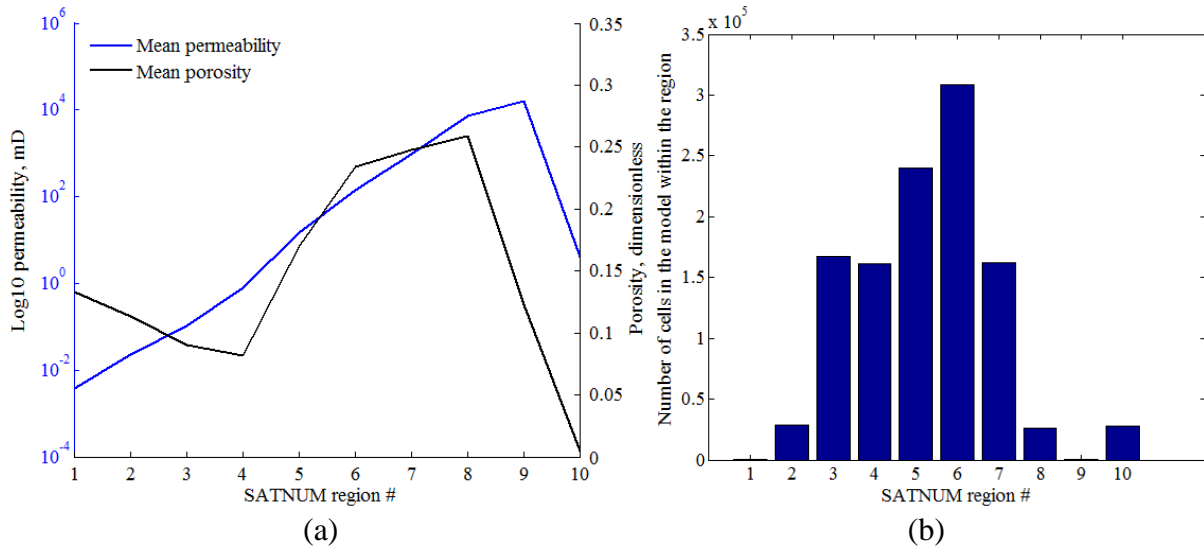 10^6
10^4
10^2
10^0
10^-2
10^-4
Log10 permeability, mD
Mean permeability
Mean porosity
0.35
0.3
0.25
0.2
0.15
0.1
0.05
0
Porosity, dimensionless
1 2 3 4 5 6 7 8 9 10
SATNUM region #
(a)
x 10^5
3.5
3
2.5
2
1.5
1
0.5
0
Number of cells in the model within the region
1 2 3 4 5 6 7 8 9 10
SATNUM region #
(b)